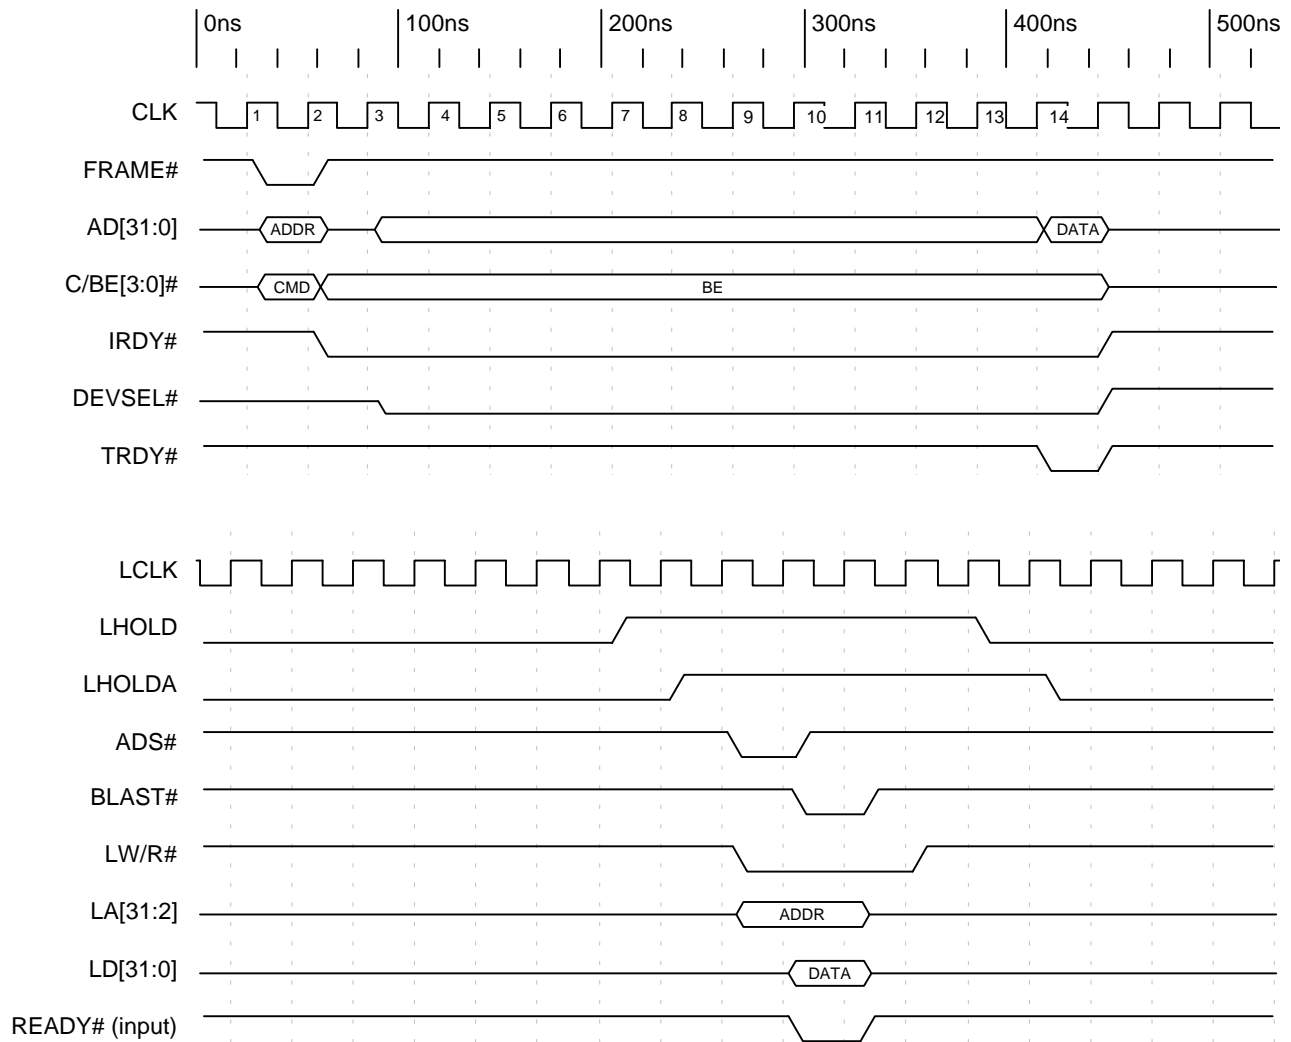 0ns 100ns 200ns 300ns 400ns 500ns
CLK 1 2 3 4 5 6 7 8 9 10 11 12 13 14
FRAME#
AD[31:0] ADDR DATA
C/BE[3:0]# CMD BE
IRDY#
DEVSEL#
TRDY#
LCLK
LHOLD
LHOLDA
ADS#
BLAST#
LW/R#
LA[31:2] ADDR
LD[31:0] DATA
READY# (input)